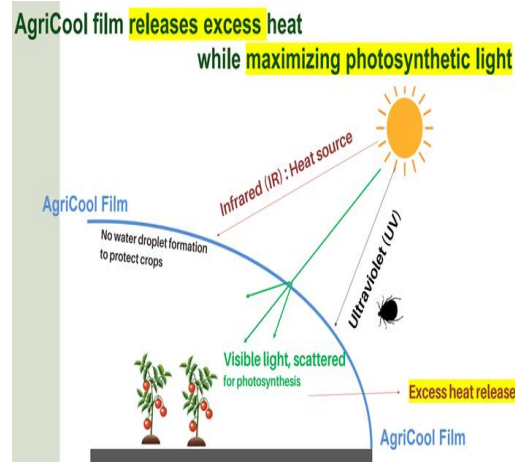 AgriCool film releases excess heat
while maximizing photosynthetic light
Infrared (IR) : Heat source
AgriCool Film
No water droplet formation
to protect crops
Ultraviolet (UV)
Visible light, scattered
for photosynthesis
Excess heat release
AgriCool Film